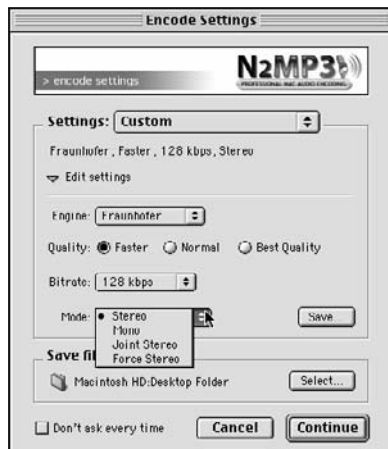 Encode Settings
N2MP3
PROFESSIONAL MAC AUDIO ENCODING
> encode settings
Settings: Custom
Fraunhofer, Faster, 128 kbps, Stereo
Edit settings
Engine: Fraunhofer
Quality: Faster Normal Best Quality
Bitrate: 128 kbps
Mode: • Stereo
Mono
Joint Stereo
Force Stereo
Save...
Save fi
Macintosh HD:Desktop Folder
Select...
Don't ask every time
Cancel
Continue